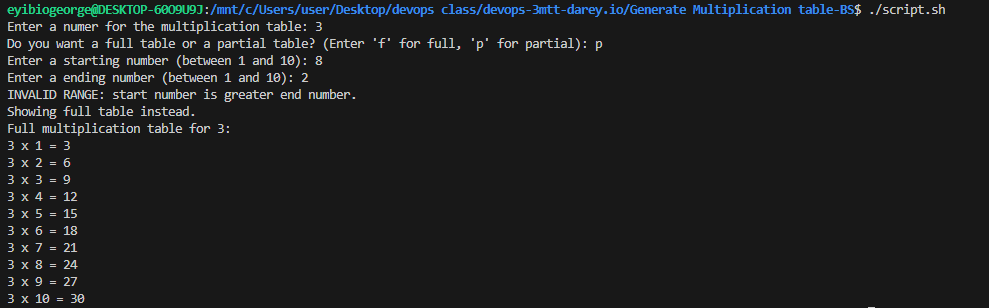 eyibiogeorge@DESKTOP-60O9U9J:/mnt/c/Users/user/Desktop/devops class/devops-3mtt-darey.io/Generate Multiplication table-BS$ ./script.sh
Enter a numer for the multiplication table: 3
Do you want a full table or a partial table? (Enter 'f' for full, 'p' for partial): p
Enter a starting number (between 1 and 10): 8
Enter a ending number (between 1 and 10): 2
INVALID RANGE: start number is greater end number.
Showing full table instead.
Full multiplication table for 3:
3 x 1 = 3
3 x 2 = 6
3 x 3 = 9
3 x 4 = 12
3 x 5 = 15
3 x 6 = 18
3 x 7 = 21
3 x 8 = 24
3 x 9 = 27
3 x 10 = 30